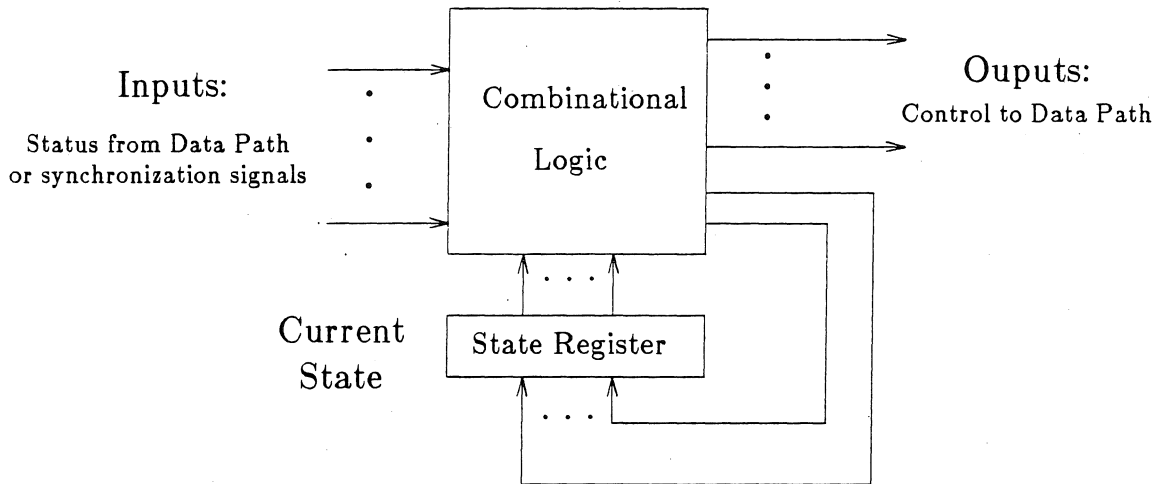 Inputs:
Status from Data Path
or synchronization signals
Combinational
Logic
Ouputs:
Control to Data Path
Current
State
State Register